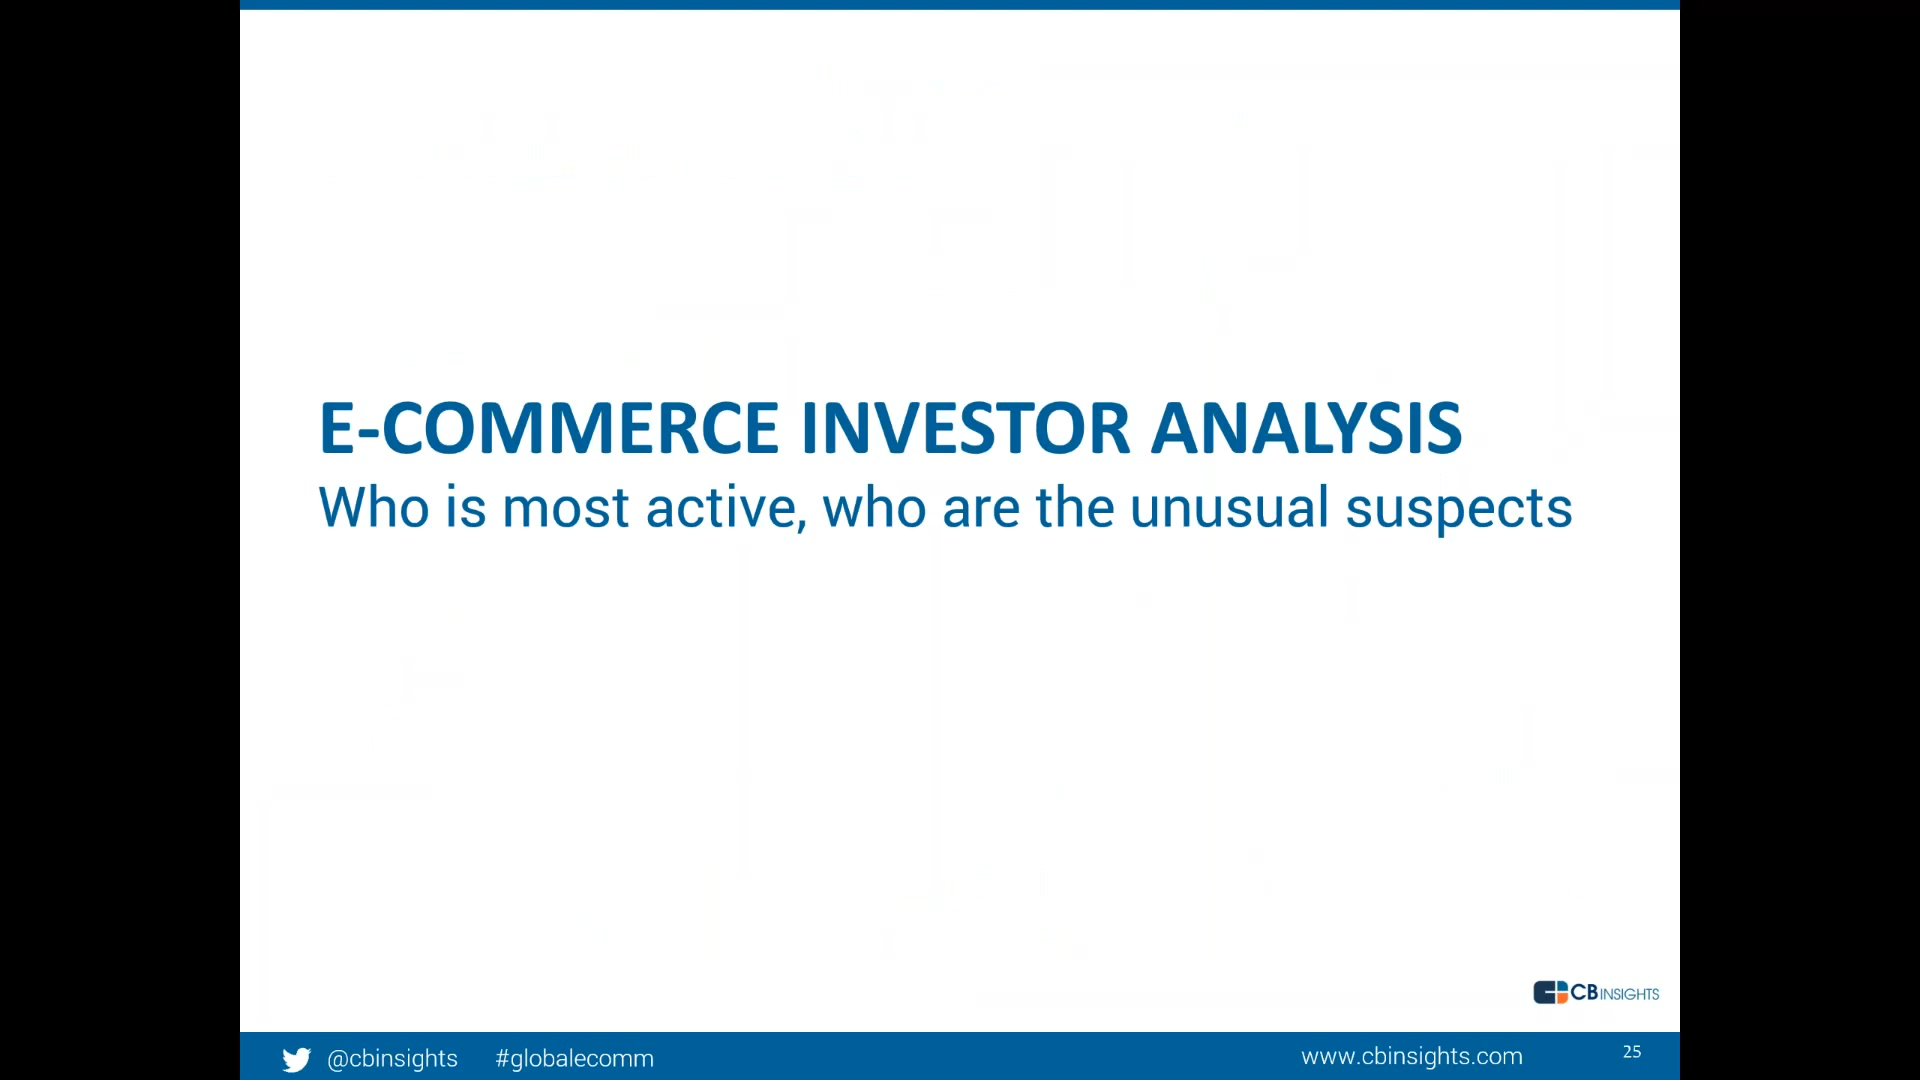 E-COMMERCE INVESTOR ANALYSIS
Who is most active, who are the unusual suspects
CBINSIGHTS
@cbinsights #globalecomm www.cbinsights.com 25